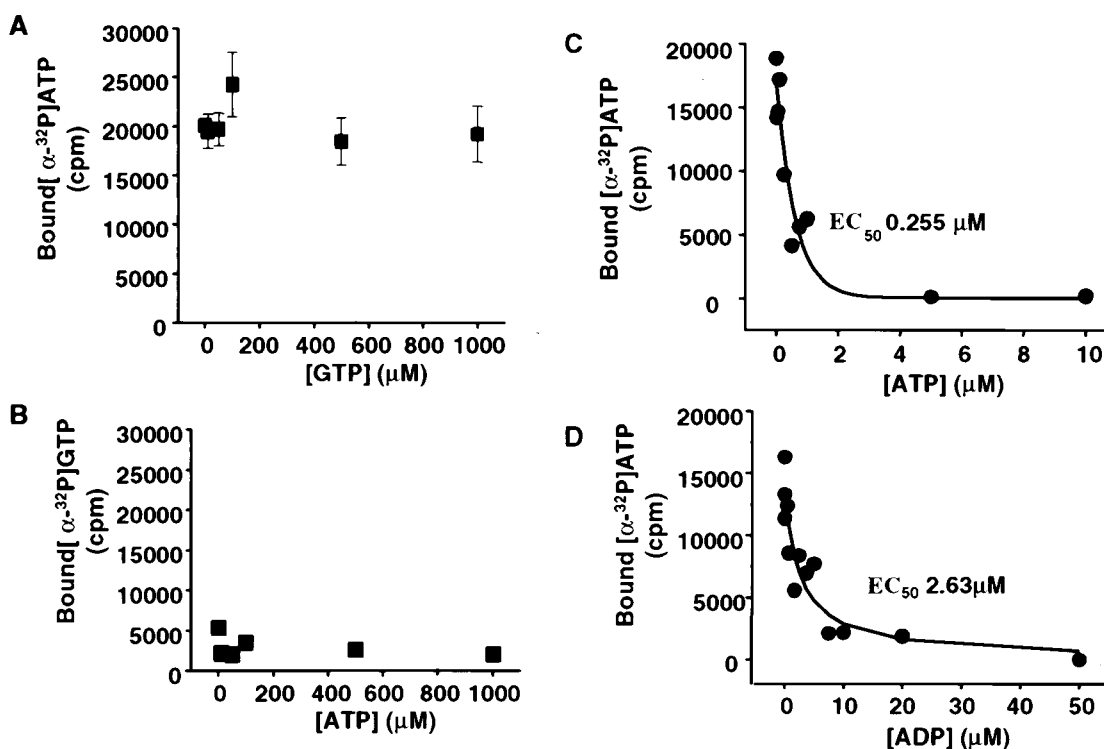 A
Bound[ α-³²P]ATP
(cpm)
30000
25000
20000
15000
10000
5000
0
0 200 400 600 800 1000
[GTP] (μM)
B
Bound[ α-³²P]GTP
(cpm)
30000
25000
20000
15000
10000
5000
0
0 200 400 600 800 1000
[ATP] (μM)
C
Bound [α-³²P]ATP
(cpm)
20000
15000
10000
5000
0
EC₅₀ 0.255 μM
0 2 4 6 8 10
[ATP] (μM)
D
Bound [α-³²P]ATP
(cpm)
20000
15000
10000
5000
0
EC₅₀ 2.63μM
0 10 20 30 40 50
[ADP] (μM)